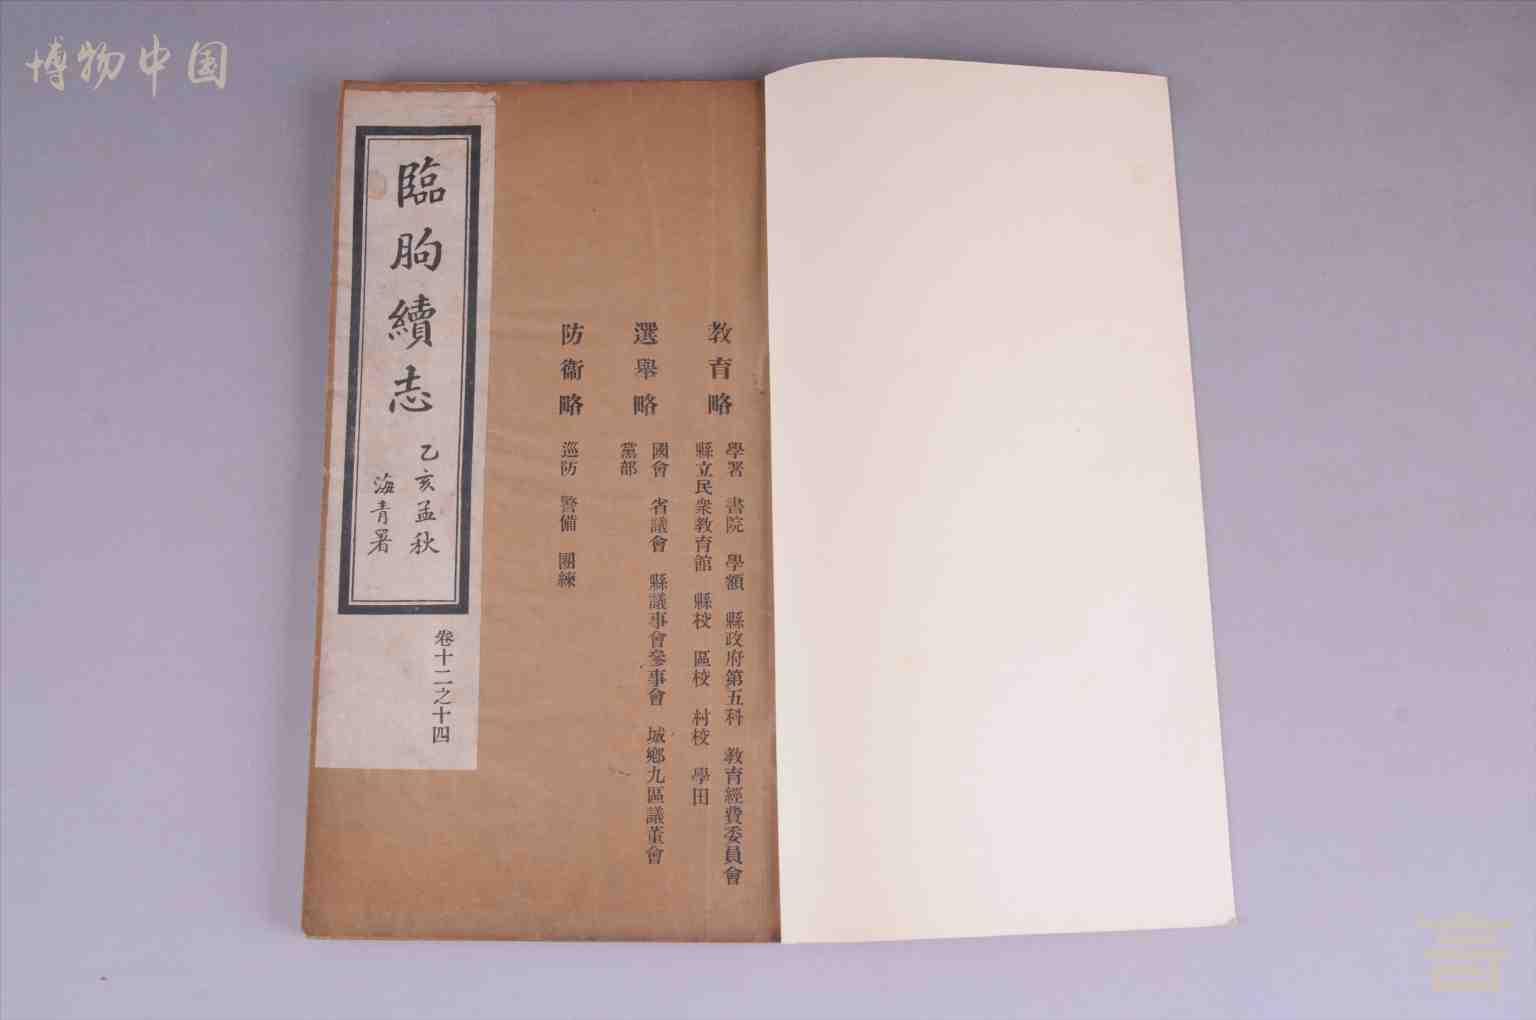 博物中国
教育略
學署 書院 學額 縣政府第五科 教育經費委員會
縣立民衆教育館 縣校 區校 村校 學田
選舉略
國會 省議會 縣議事會參事會 城鄉九區議董會
黨部
防衞略
巡防 警備 團練
臨朐續志
乙亥孟秋
海青署
卷十二之十四